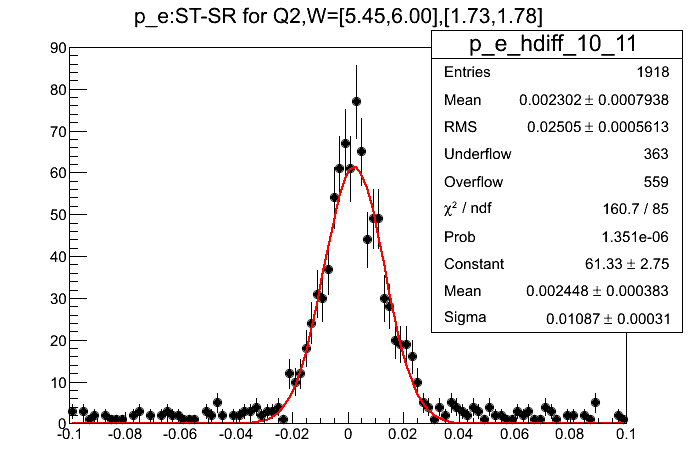 p_e:ST-SR for Q2,W=[5.45,6.00],[1.73,1.78]
p_e_hdiff_10_11
Entries 1918
Mean 0.002302 ± 0.0007938
RMS 0.02505 ± 0.0005613
Underflow 363
Overflow 559
χ² / ndf 160.7 / 85
Prob 1.351e-06
Constant 61.33 ± 2.75
Mean 0.002448 ± 0.000383
Sigma 0.01087 ± 0.00031
90
80
70
60
50
40
30
20
10
0
-0.1 -0.08 -0.06 -0.04 -0.02 0 0.02 0.04 0.06 0.08 0.1